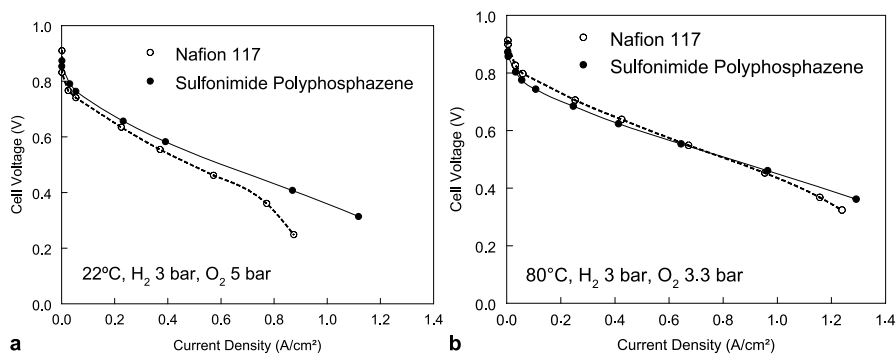 1.0
0.8
0.6
0.4
0.2
0.0
Cell Voltage (V)
Nafion 117
Sulfonimide Polyphosphazene
22ºC, H₂ 3 bar, O₂ 5 bar
0.0 0.2 0.4 0.6 0.8 1.0 1.2 1.4
a
Current Density (A/cm²)
1.0
0.8
0.6
0.4
0.2
0.0
Cell Voltage (V)
Nafion 117
Sulfonimide Polyphosphazene
80°C, H₂ 3 bar, O₂ 3.3 bar
0.0 0.2 0.4 0.6 0.8 1.0 1.2 1.4
b
Current Density (A/cm²)